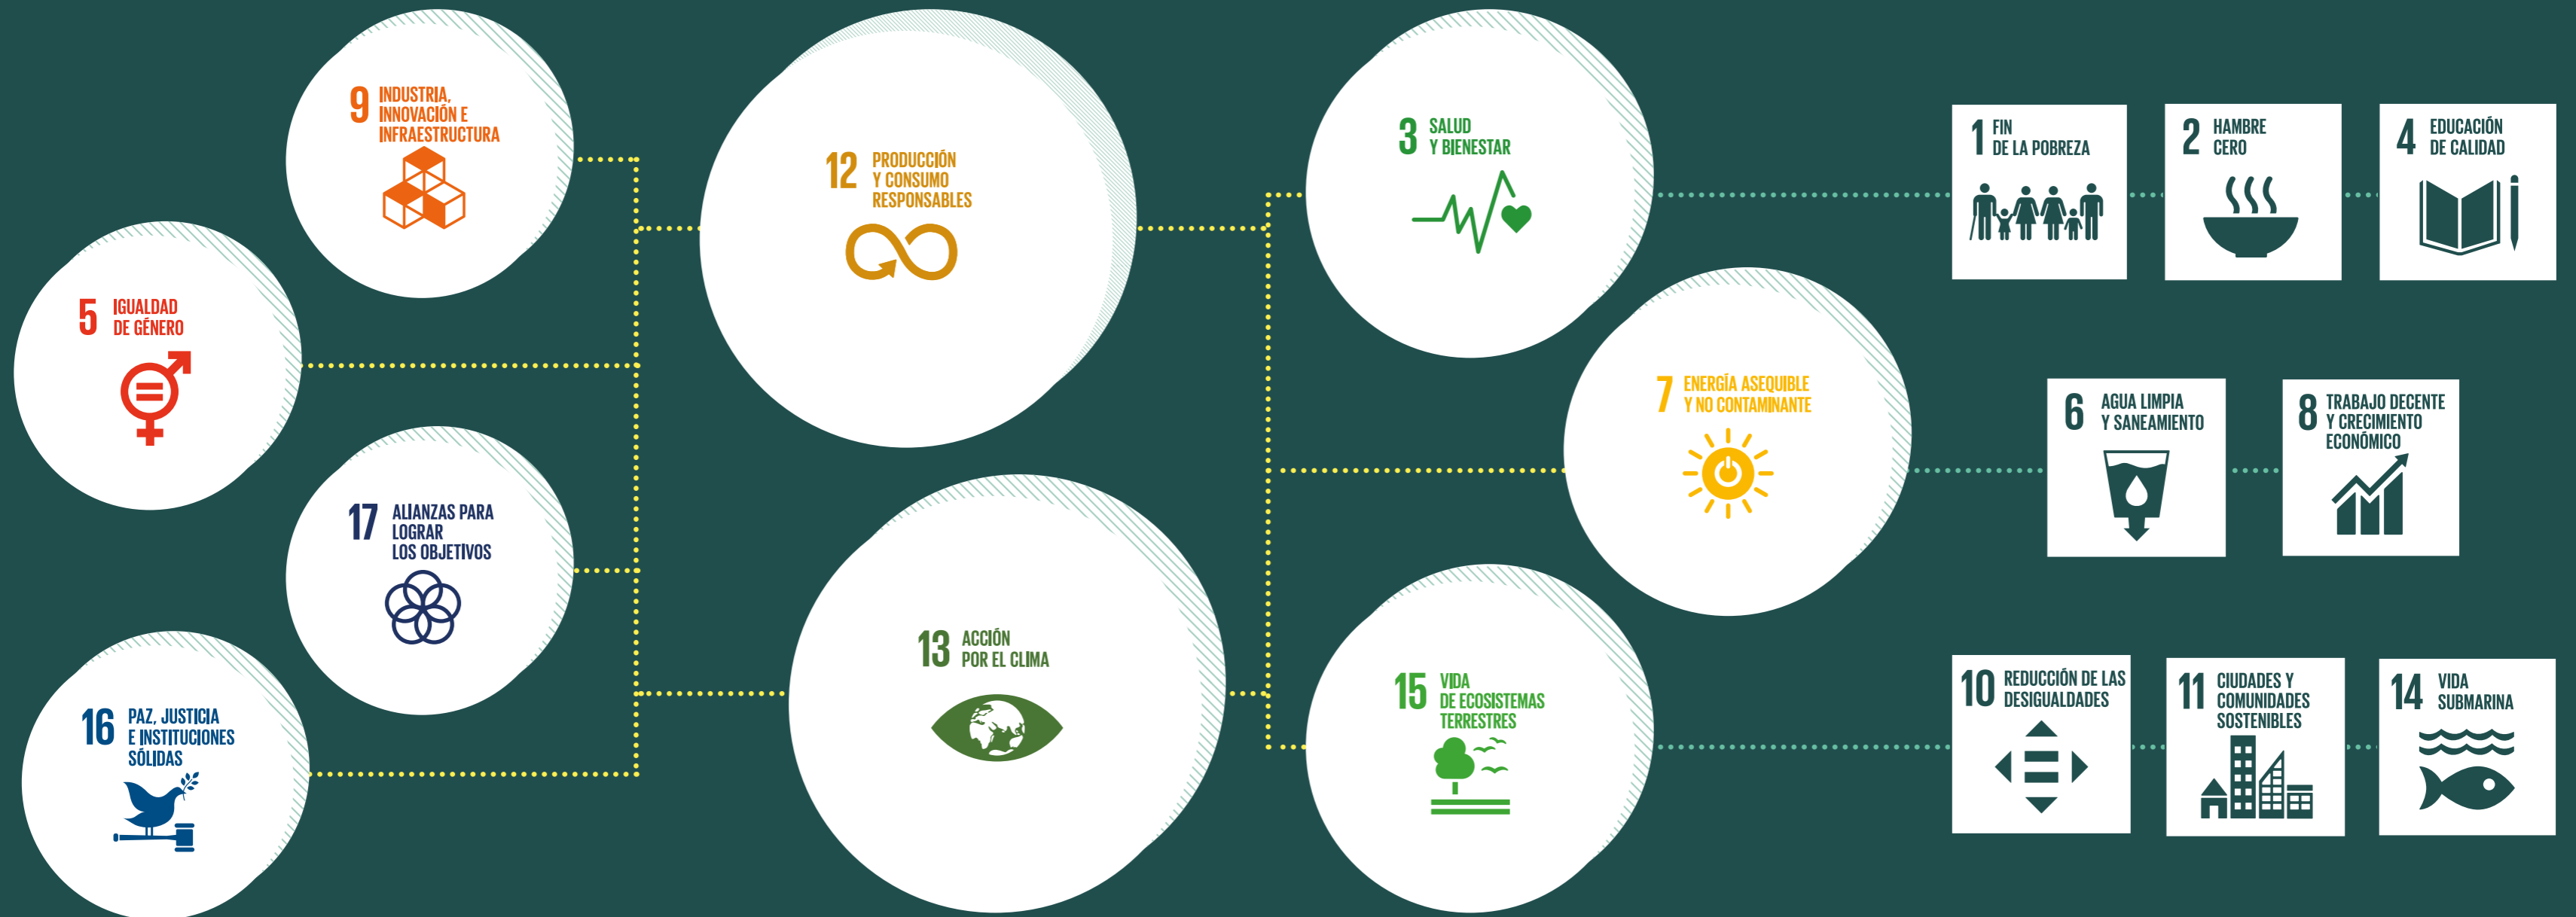 9 INDUSTRIA,
INNOVACIÓN E
INFRAESTRUCTURA
5 IGUALDAD
DE GÉNERO
17 ALIANZAS PARA
LOGRAR
LOS OBJETIVOS
16 PAZ, JUSTICIA
E INSTITUCIONES
SÓLIDAS
12 PRODUCCIÓN
Y CONSUMO
RESPONSABLES
13 ACCIÓN
POR EL CLIMA
3 SALUD
Y BIENESTAR
7 ENERGÍA ASEQUIBLE
Y NO CONTAMINANTE
15 VIDA
DE ECOSISTEMAS
TERRESTRES
1 FIN
DE LA POBREZA
2 HAMBRE
CERO
4 EDUCACIÓN
DE CALIDAD
6 AGUA LIMPIA
Y SANEAMIENTO
8 TRABAJO DECENTE
Y CRECIMIENTO
ECONÓMICO
10 REDUCCIÓN DE LAS
DESIGUALDADES
11 CIUDADES Y
COMUNIDADES
SOSTENIBLES
14 VIDA
SUBMARINA